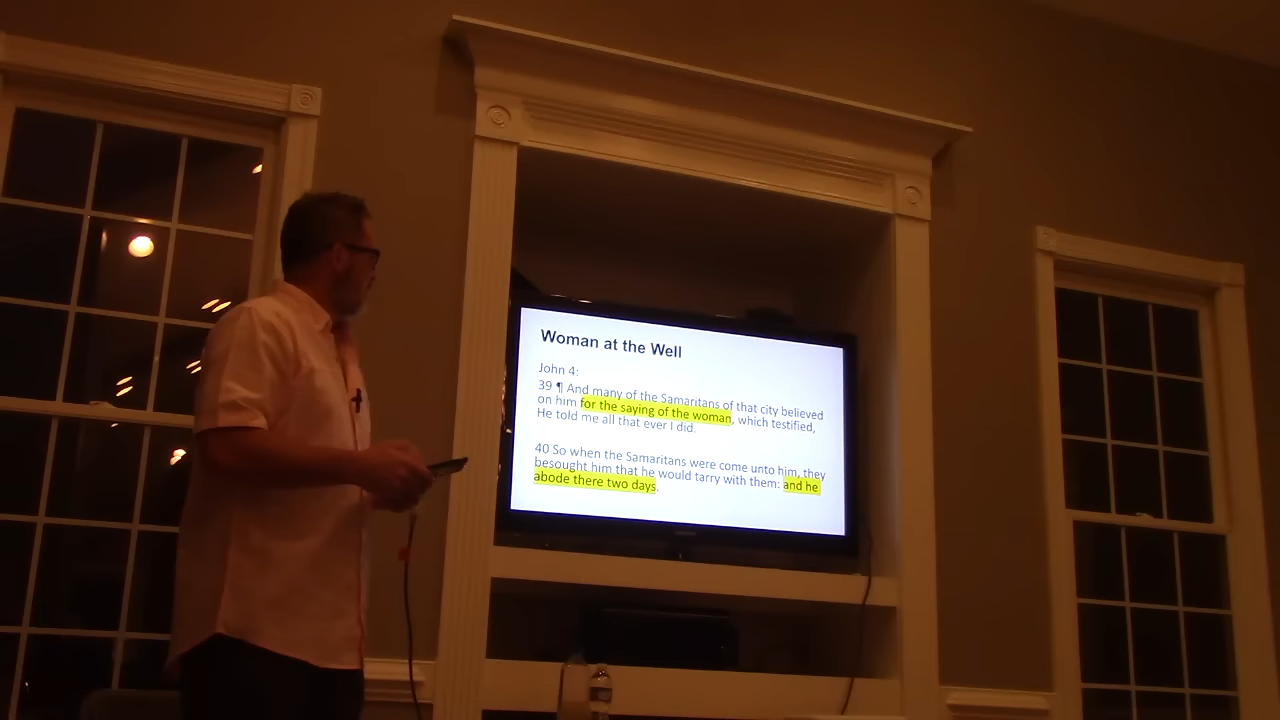 Woman at the Well
John 4:
39 ¶ And many of the Samaritans of that city believed
on him for the saying of the woman, which testified,
He told me all that ever I did.
40 So when the Samaritans were come unto him, they
besought him that he would tarry with them: and he
abode there two days.